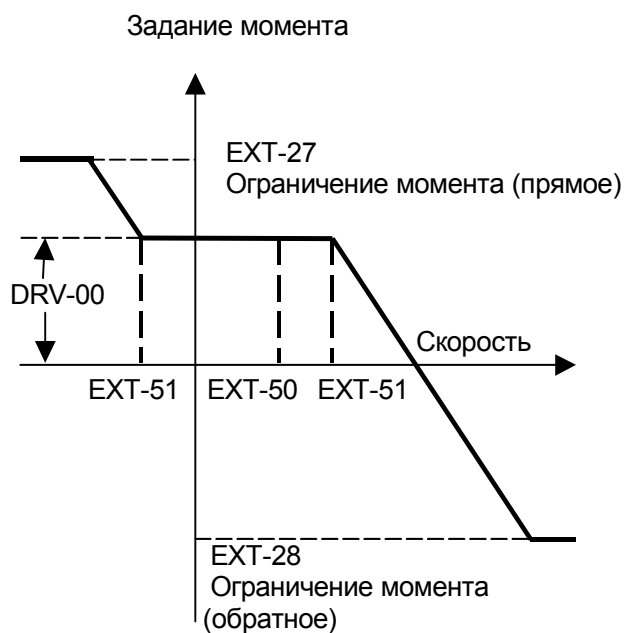 Задание момента
EXT-27
Ограничение момента (прямое)
DRV-00
Скорость
EXT-51 EXT-50 EXT-51
EXT-28
Ограничение момента
(обратное)